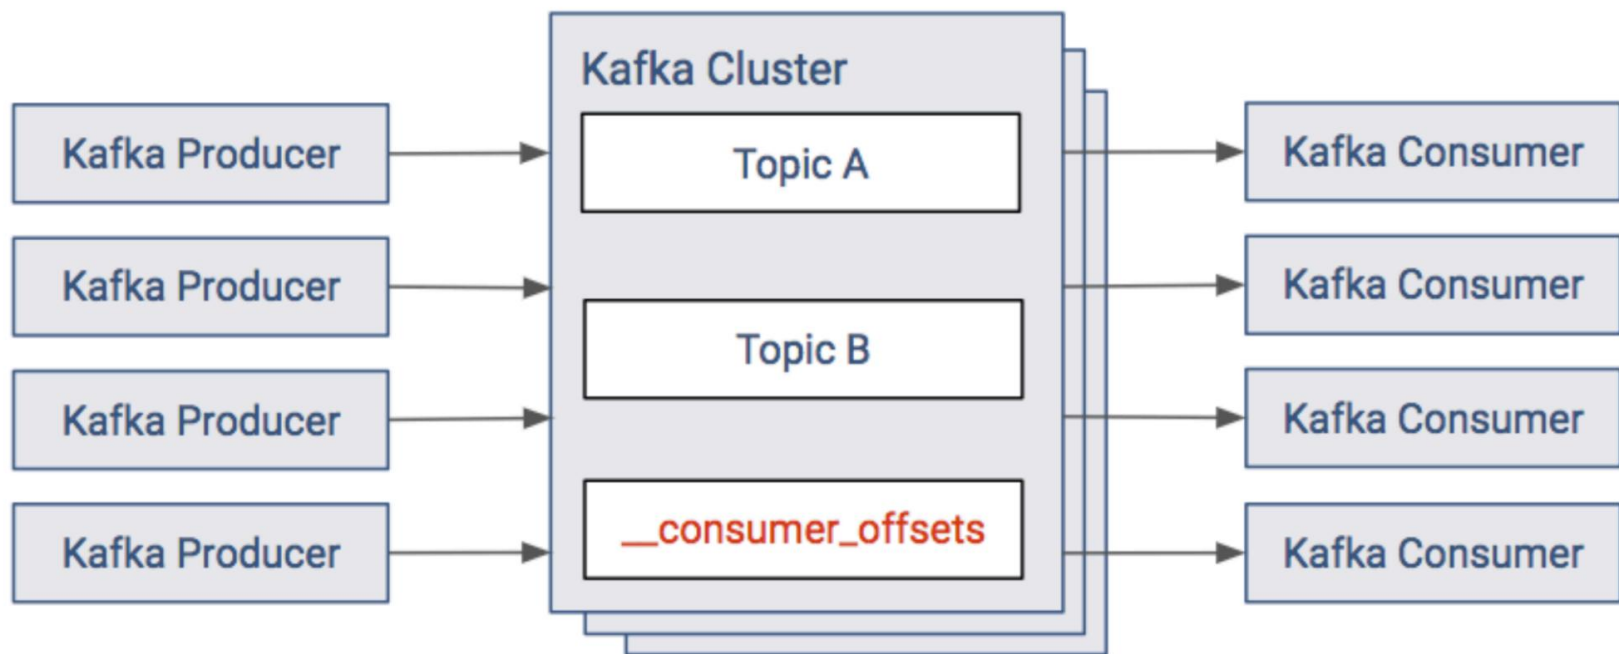 Kafka Cluster
Kafka Producer
Kafka Producer
Kafka Producer
Kafka Producer
Topic A
Topic B
__consumer_offsets
Kafka Consumer
Kafka Consumer
Kafka Consumer
Kafka Consumer